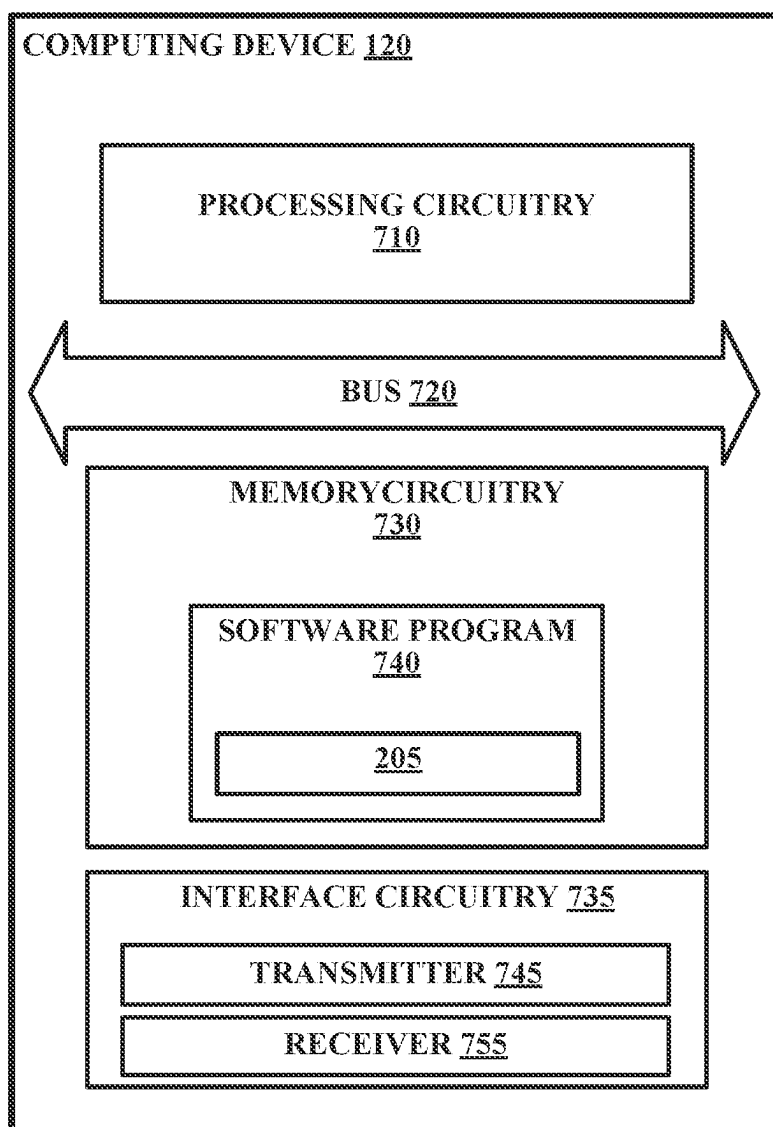 COMPUTING DEVICE 120
PROCESSING CIRCUITRY
710
BUS 720
MEMORYCIRCUITRY
730
SOFTWARE PROGRAM
740
205
INTERFACE CIRCUITRY 735
TRANSMITTER 745
RECEIVER 755